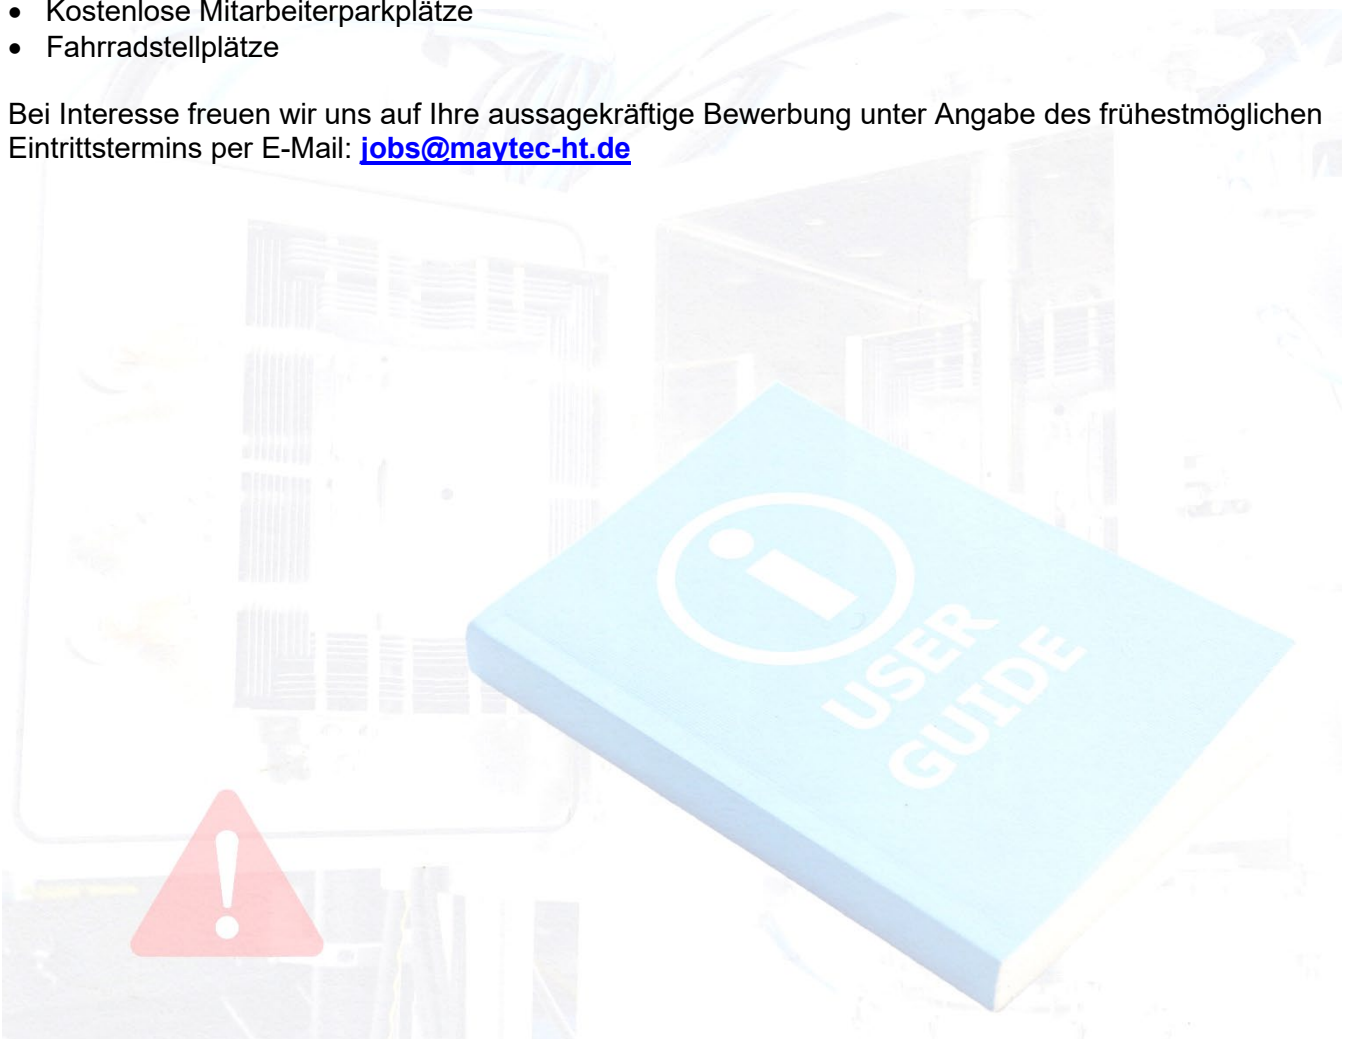 • Kostenlose Mitarbeiterparkplätze
• Fahrradstellplätze
Bei Interesse freuen wir uns auf Ihre aussagekräftige Bewerbung unter Angabe des frühestmöglichen
Eintrittstermins per E-Mail: jobs@maytec-ht.de
i
USER
GUIDE
!